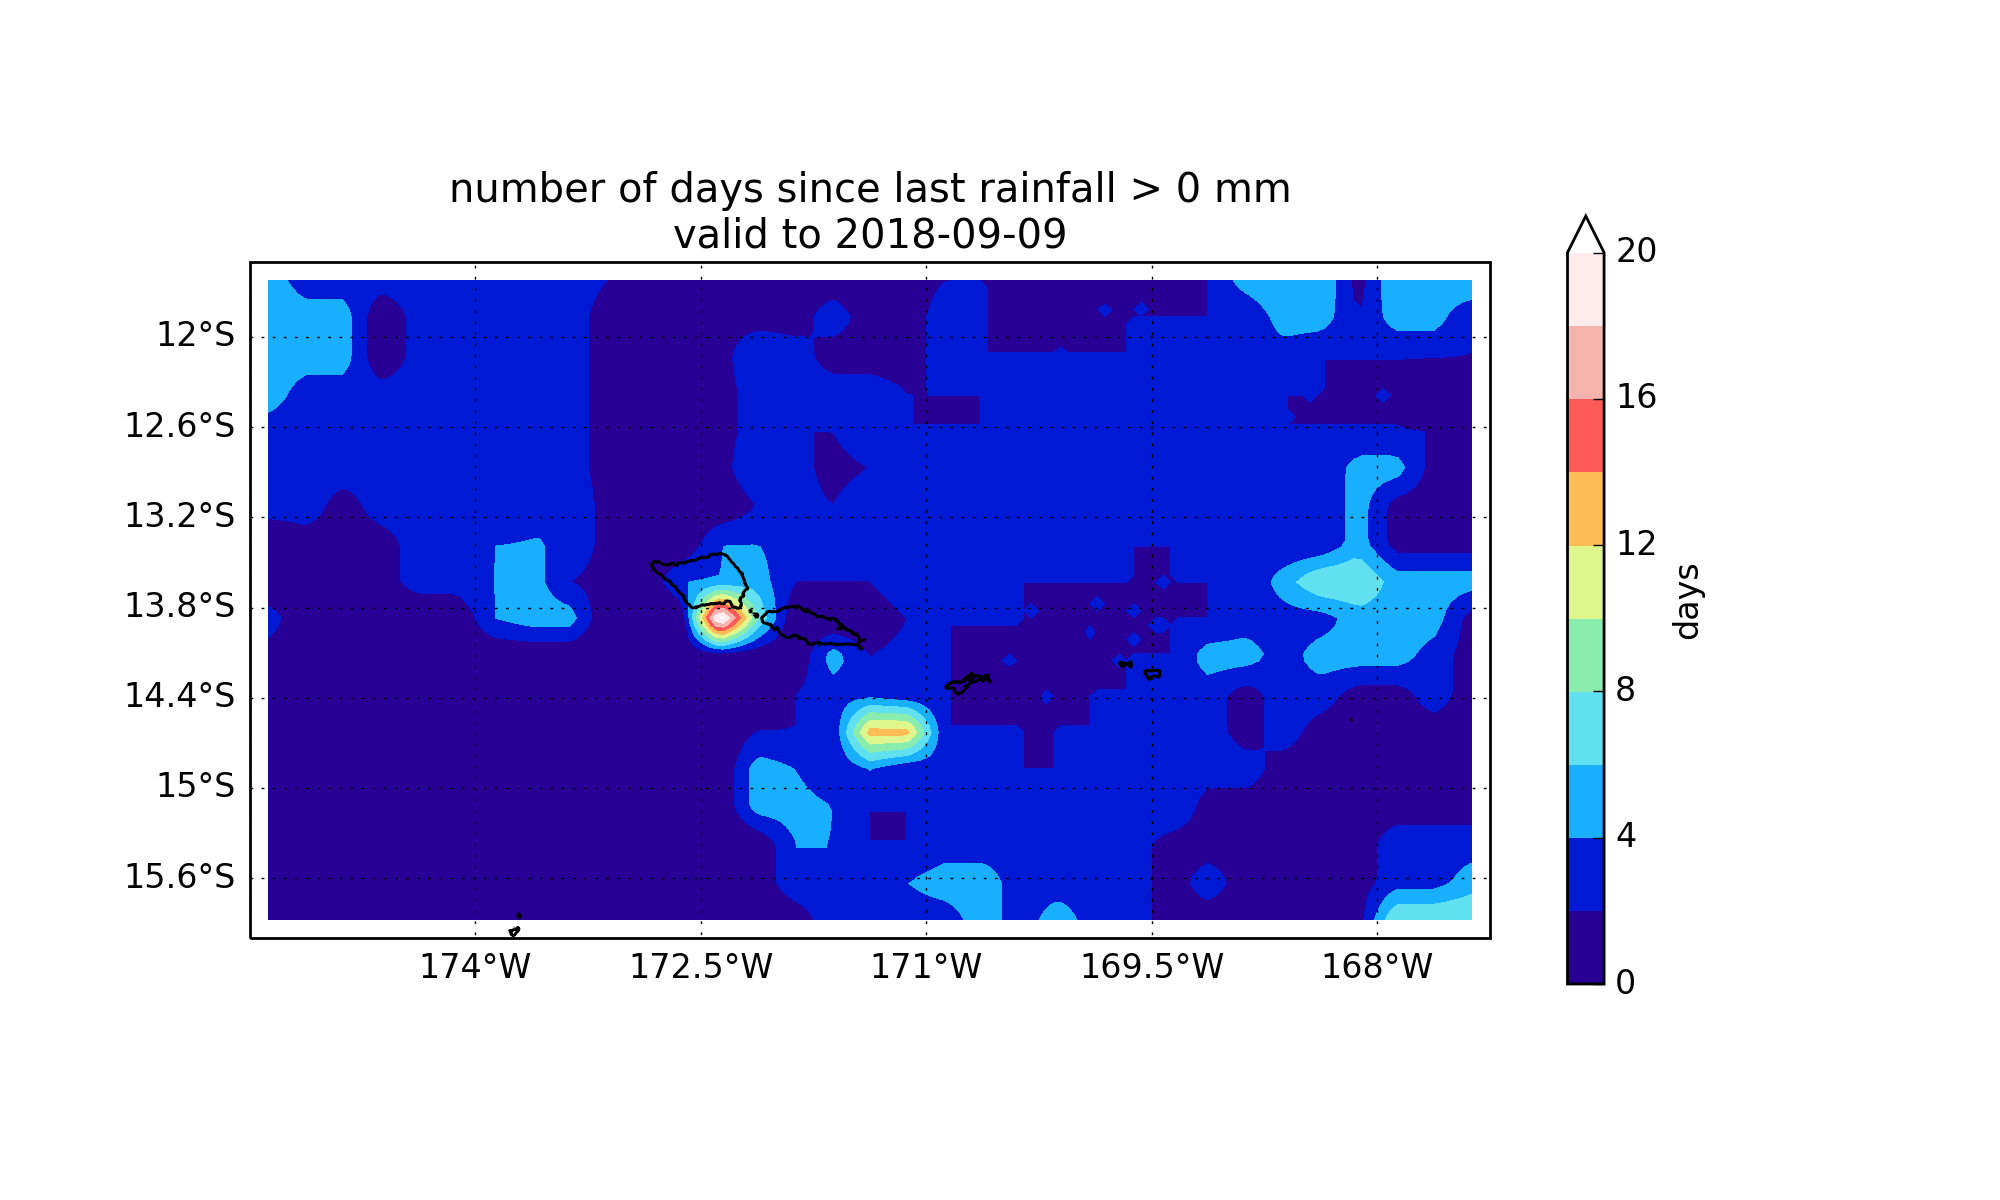 number of days since last rainfall > 0 mm
valid to 2018-09-09
12°S
12.6°S
13.2°S
13.8°S
14.4°S
15°S
15.6°S
174°W
172.5°W
171°W
169.5°W
168°W
20
16
12
8
4
0
days